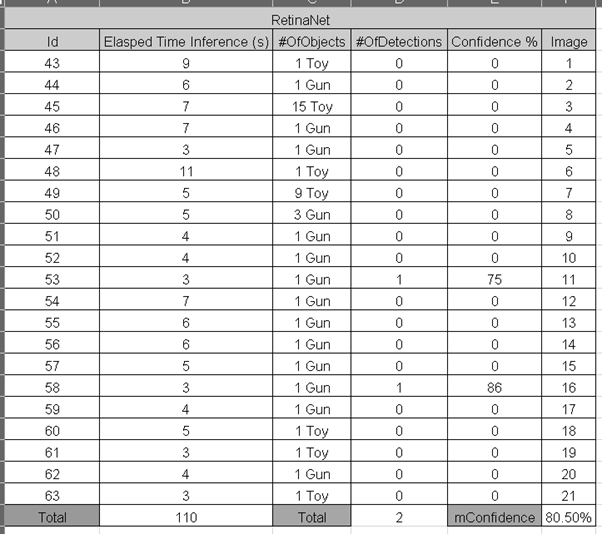 RetinaNet
Id Elasped Time Inference (s) #OfObjects #OfDetections Confidence % Image
43 9 1 Toy 0 0 1
44 6 1 Gun 0 0 2
45 7 15 Toy 0 0 3
46 7 1 Gun 0 0 4
47 3 1 Gun 0 0 5
48 11 1 Toy 0 0 6
49 5 9 Toy 0 0 7
50 5 3 Gun 0 0 8
51 4 1 Gun 0 0 9
52 4 1 Gun 0 0 10
53 3 1 Gun 1 75 11
54 7 1 Gun 0 0 12
55 6 1 Gun 0 0 13
56 6 1 Gun 0 0 14
57 5 1 Gun 0 0 15
58 3 1 Gun 1 86 16
59 4 1 Gun 0 0 17
60 5 1 Toy 0 0 18
61 3 1 Toy 0 0 19
62 4 1 Gun 0 0 20
63 3 1 Toy 0 0 21
Total 110 Total 2 mConfidence 80.50%